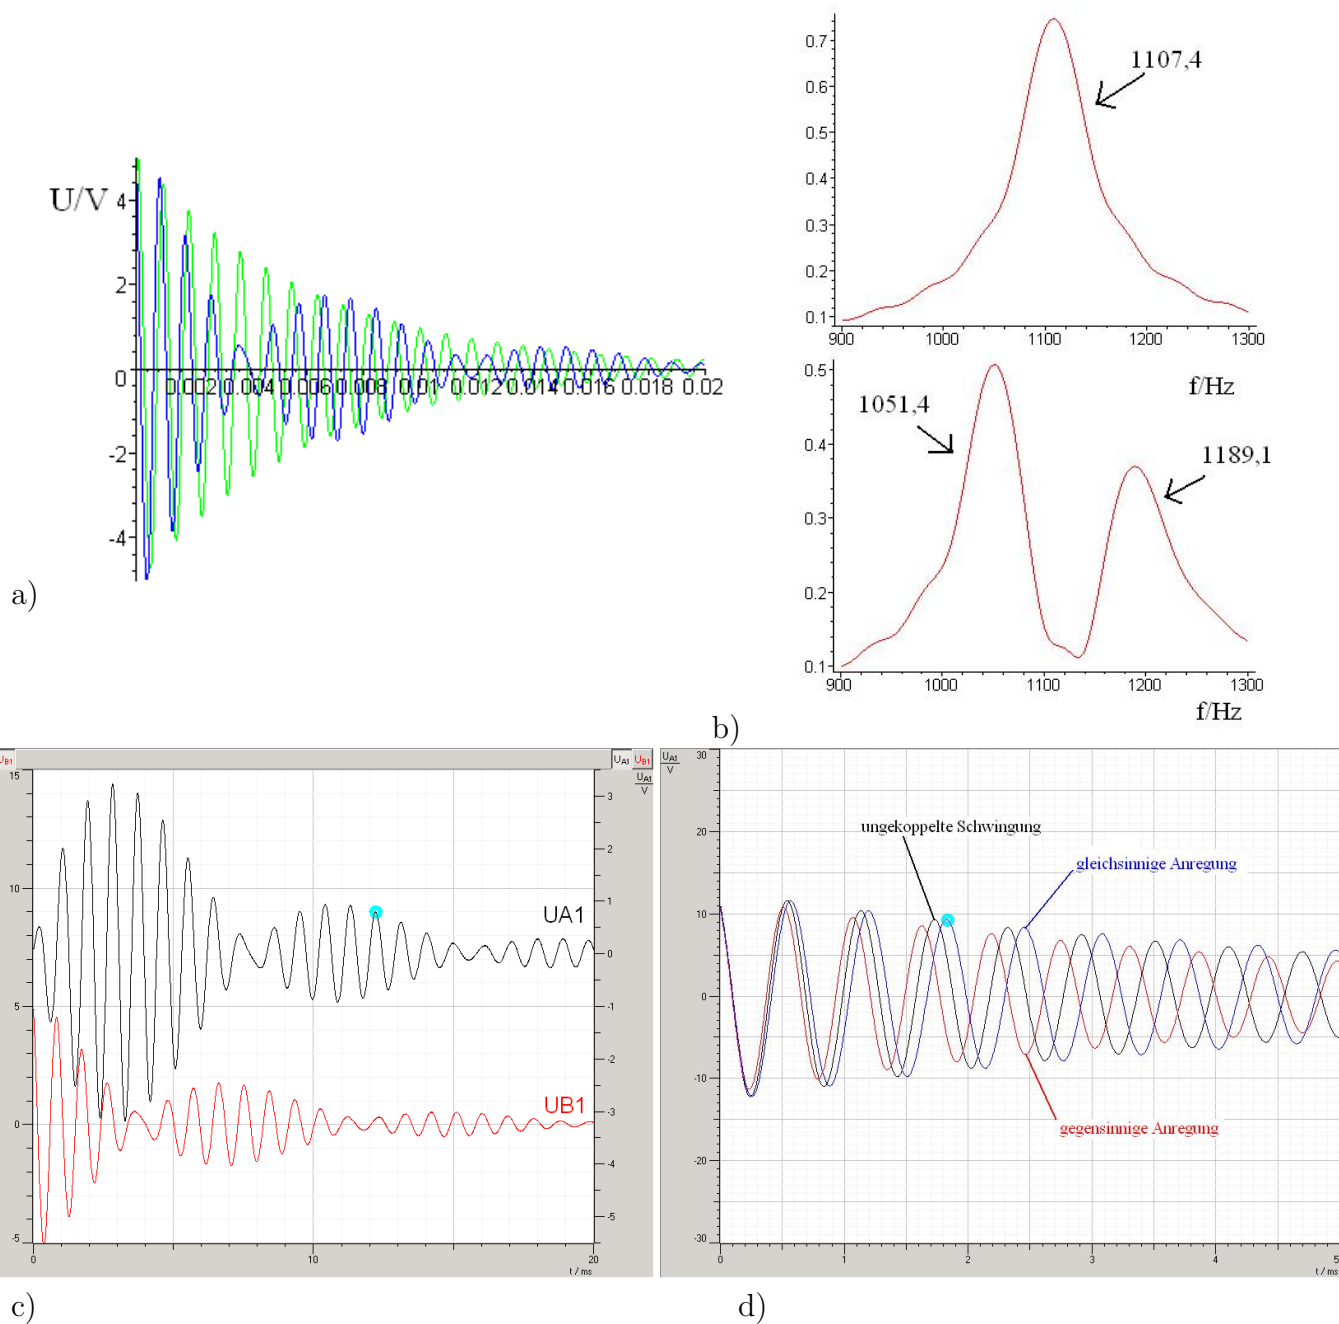 U/V
4
2
0
-2
-4
0.002 0.004 0.006 0.008 0.01 0.012 0.014 0.016 0.018 0.02
a)
0.7
0.6
0.5
0.4
0.3
0.2
0.1
1107,4
900 1000 1100 1200 1300
f/Hz
0.5
0.4
0.3
0.2
0.1
1051,4
1189,1
900 1000 1100 1200 1300
f/Hz
b)
UB1
UA1 UB1
UA1
V
15
10
5
0
-5
3
2
1
0
-1
-2
-3
-4
-5
UA1
UB1
0 10 20
t / ms
c)
UA1
V
30
20
10
0
-10
-20
-30
ungekoppelte Schwingung
gleichsinnige Anregung
gegensinnige Anregung
0 1 2 3 4 5
t / ms
d)